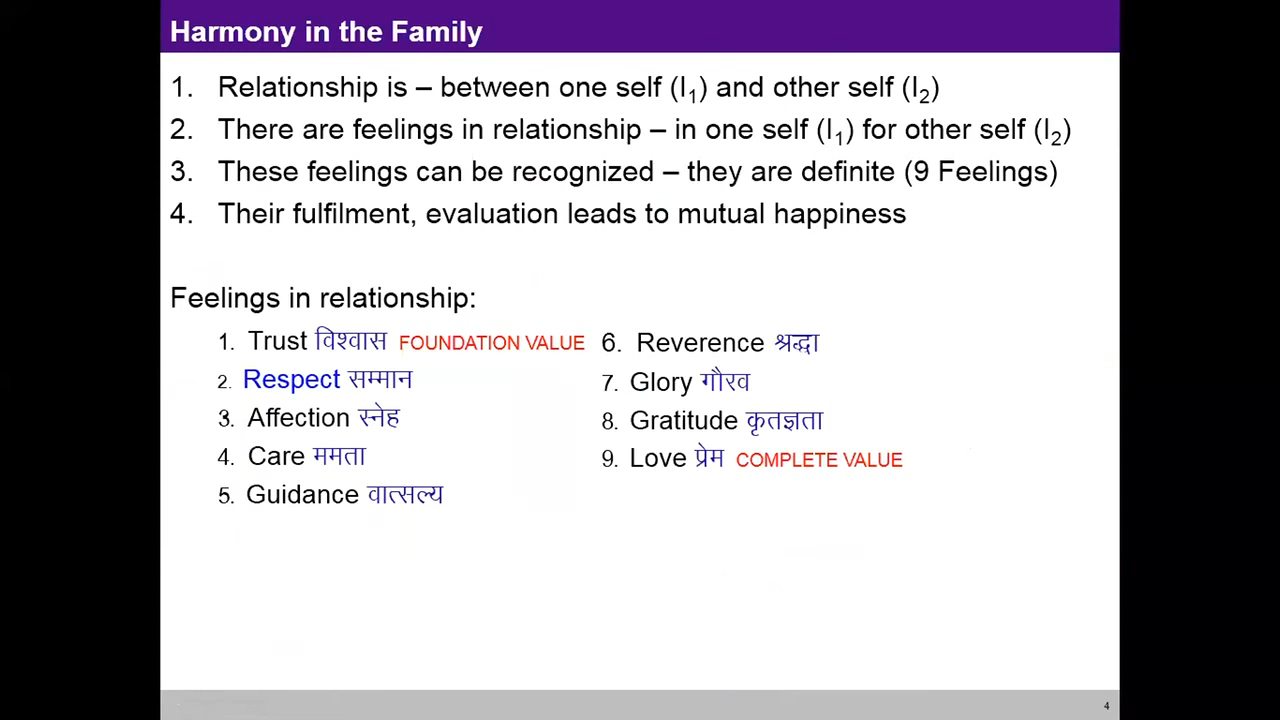 Harmony in the Family
1. Relationship is – between one self (I₁) and other self (I₂)
2. There are feelings in relationship – in one self (I₁) for other self (I₂)
3. These feelings can be recognized – they are definite (9 Feelings)
4. Their fulfilment, evaluation leads to mutual happiness
Feelings in relationship:
1. Trust विश्वास FOUNDATION VALUE
2. Respect सम्मान
3. Affection स्नेह
4. Care ममता
5. Guidance वात्सल्य
6. Reverence श्रद्धा
7. Glory गौरव
8. Gratitude कृतज्ञता
9. Love प्रेम COMPLETE VALUE
4